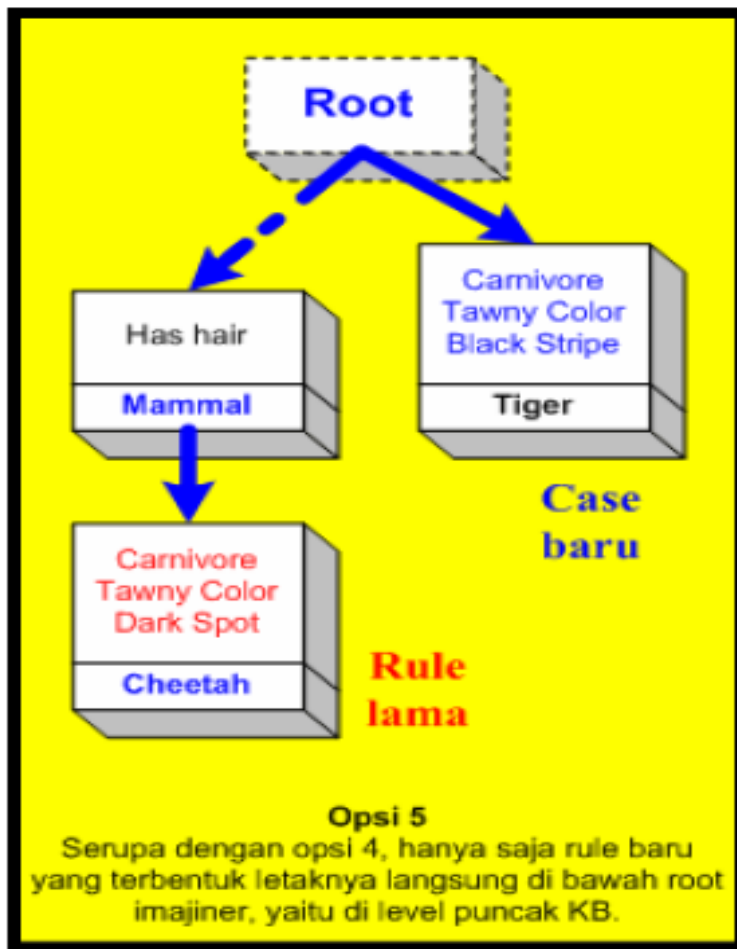 Root
Has hair
Mammal
Carnivore
Tawny Color
Black Stripe
Tiger
Case
baru
Carnivore
Tawny Color
Dark Spot
Cheetah
Rule
lama
Opsi 5
Serupa dengan opsi 4, hanya saja rule baru
yang terbentuk letaknya langsung di bawah root
imajiner, yaitu di level puncak KB.